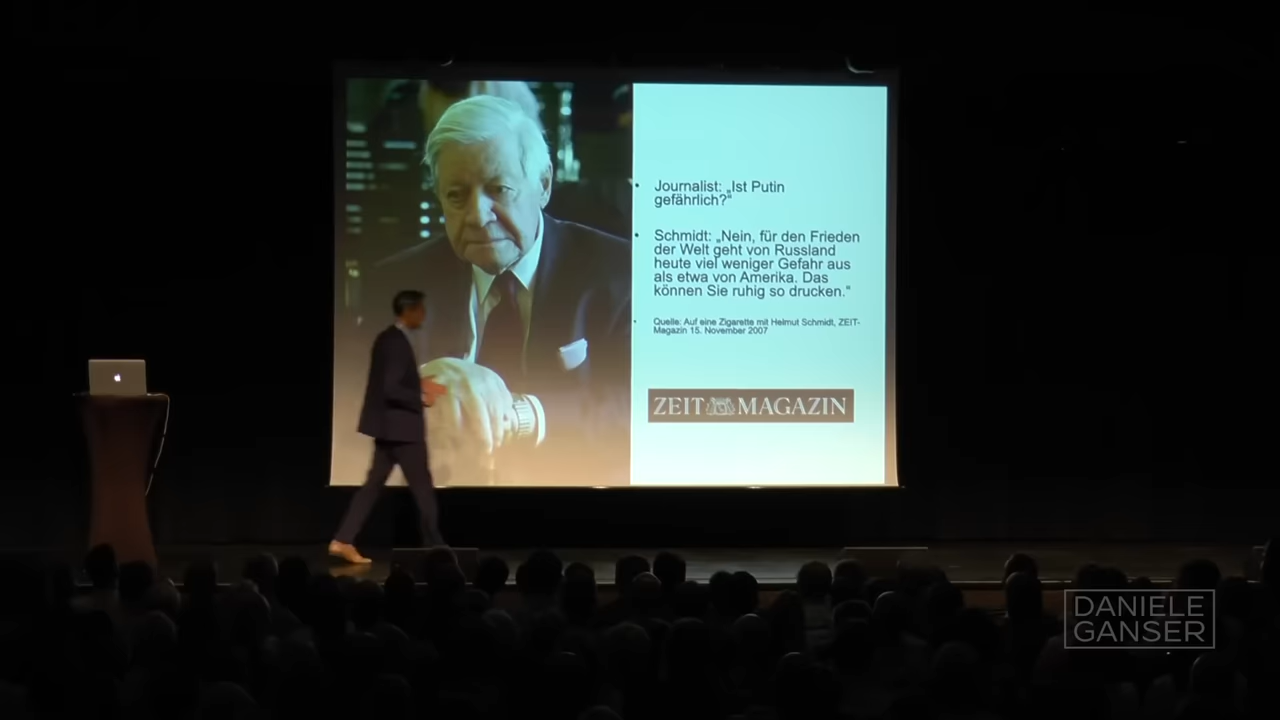 Journalist: „Ist Putin
gefährlich?“
Schmidt: „Nein, für den Frieden
der Welt geht von Russland
heute viel weniger Gefahr aus
als etwa von Amerika. Das
können Sie ruhig so drucken.“
Quelle: Auf eine Zigarette mit Helmut Schmidt, ZEIT-
Magazin 15. November 2007
ZEIT MAGAZIN
DANIELE
GANSER